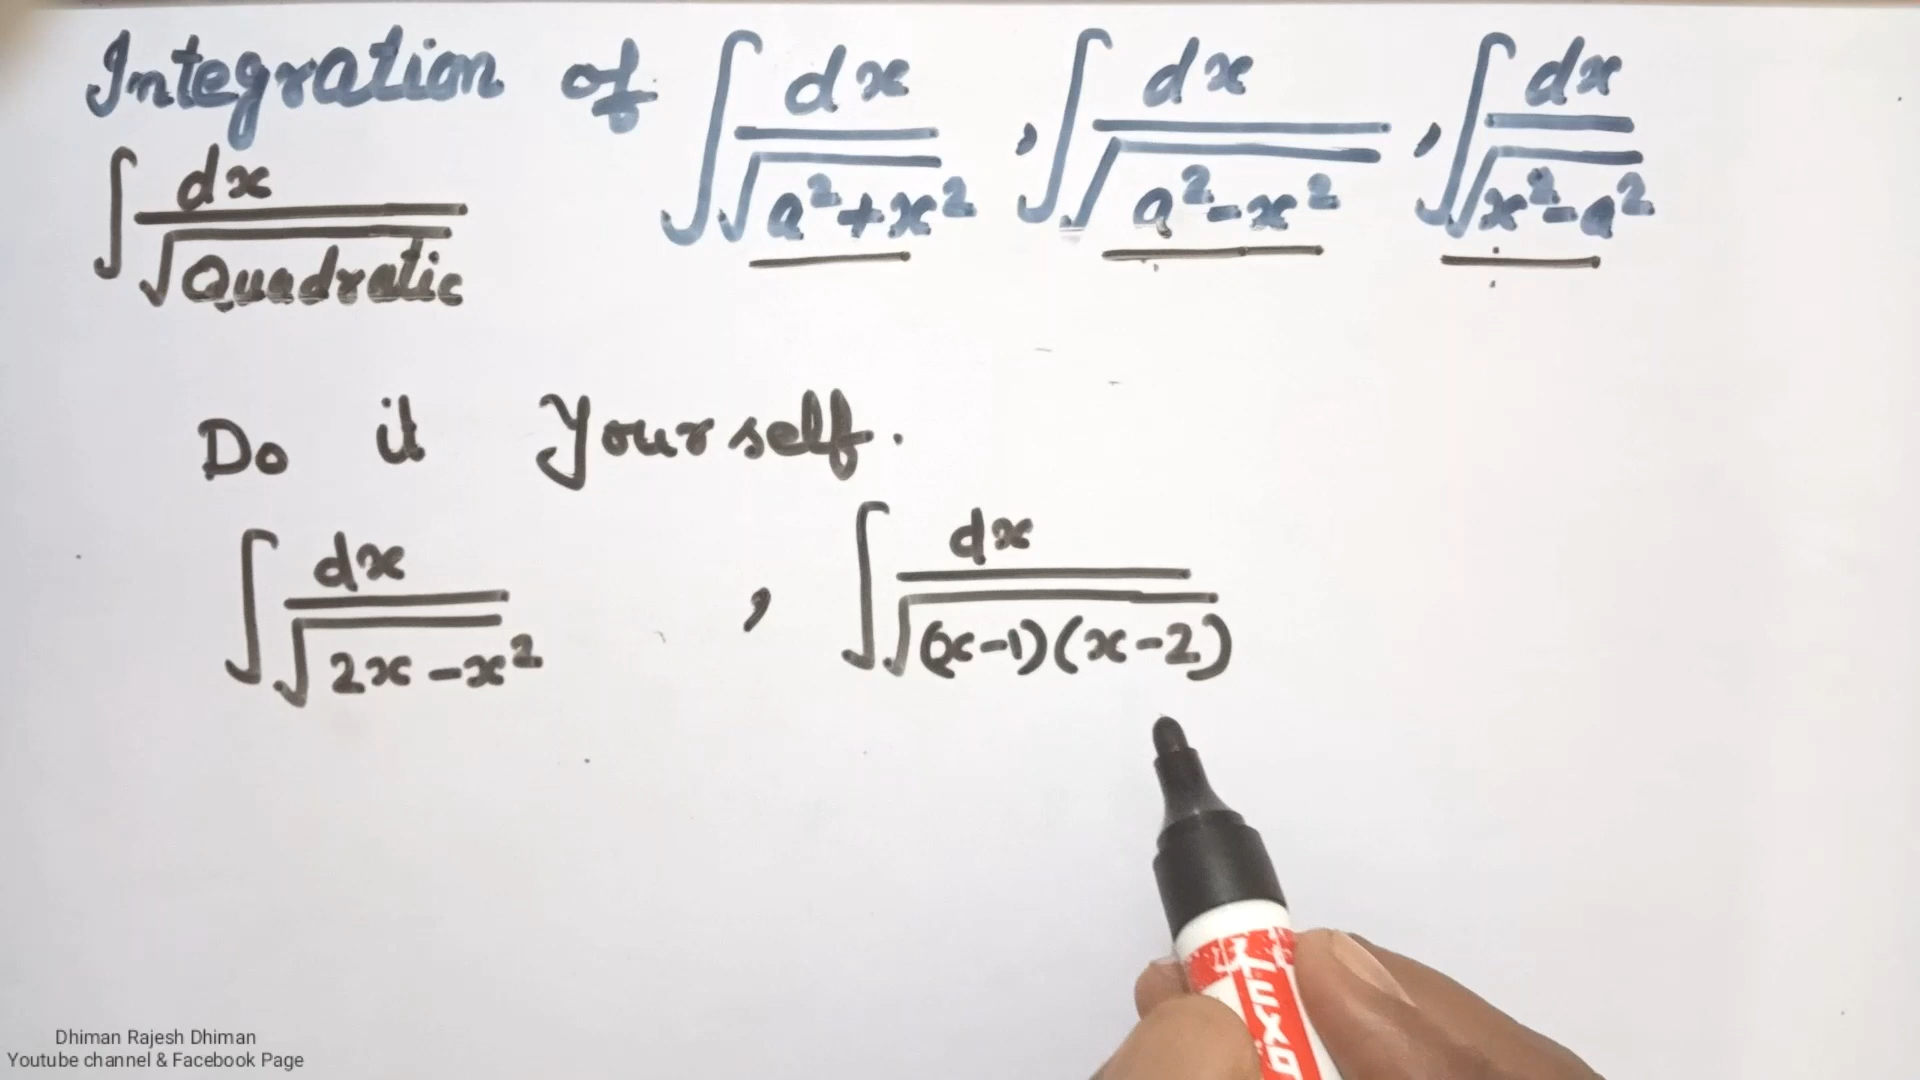 Integration of ∫ dx/√(a²+x²) , ∫ dx/√(a²-x²) , ∫ dx/√(x²-a²)
∫ dx/√Quadratic
Do it Yourself.
∫ dx/√(2x-x²) , ∫ dx/√((x-1)(x-2))
LUXO
Dhiman Rajesh Dhiman
Youtube channel & Facebook Page